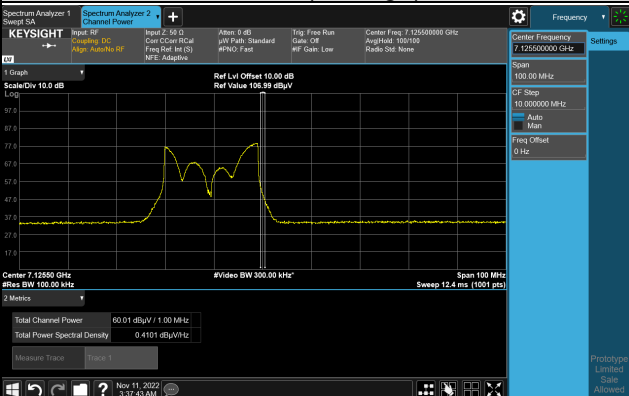 Spectrum Analyzer 1
Swept SA
Spectrum Analyzer 2
Channel Power
Frequency
KEYSIGHT
Input: RF
Coupling: DC
Align: Auto/No RF
Input Z: 50 Ω
Corr CCorr RCal
Freq Ref: Int (S)
NFE: Adaptive
Atten: 0 dB
µW Path: Standard
#PNO: Fast
Trig: Free Run
Gate: Off
#IF Gain: Low
Center Freq: 7.125500000 GHz
Avg|Hold: 100/100
Radio Std: None
LXI
Center Frequency
7.125500000 GHz
Settings
Span
100.00 MHz
CF Step
10.000000 MHz
Auto
Man
Freq Offset
0 Hz
1 Graph
Scale/Div 10.0 dB
Ref Lvl Offset 10.00 dB
Ref Value 106.99 dBµV
Log
97.0
87.0
77.0
67.0
57.0
47.0
37.0
27.0
17.0
Center 7.12550 GHz
#Video BW 300.00 kHz*
Span 100 MHz
#Res BW 100.00 kHz
Sweep 12.4 ms (1001 pts)
2 Metrics
Total Channel Power 60.01 dBµV / 1.00 MHz
Total Power Spectral Density 0.4101 dBµV/Hz
Measure Trace Trace 1
Nov 11, 2022
3:37:43 AM
Prototype
Limited
Sale
Allowed